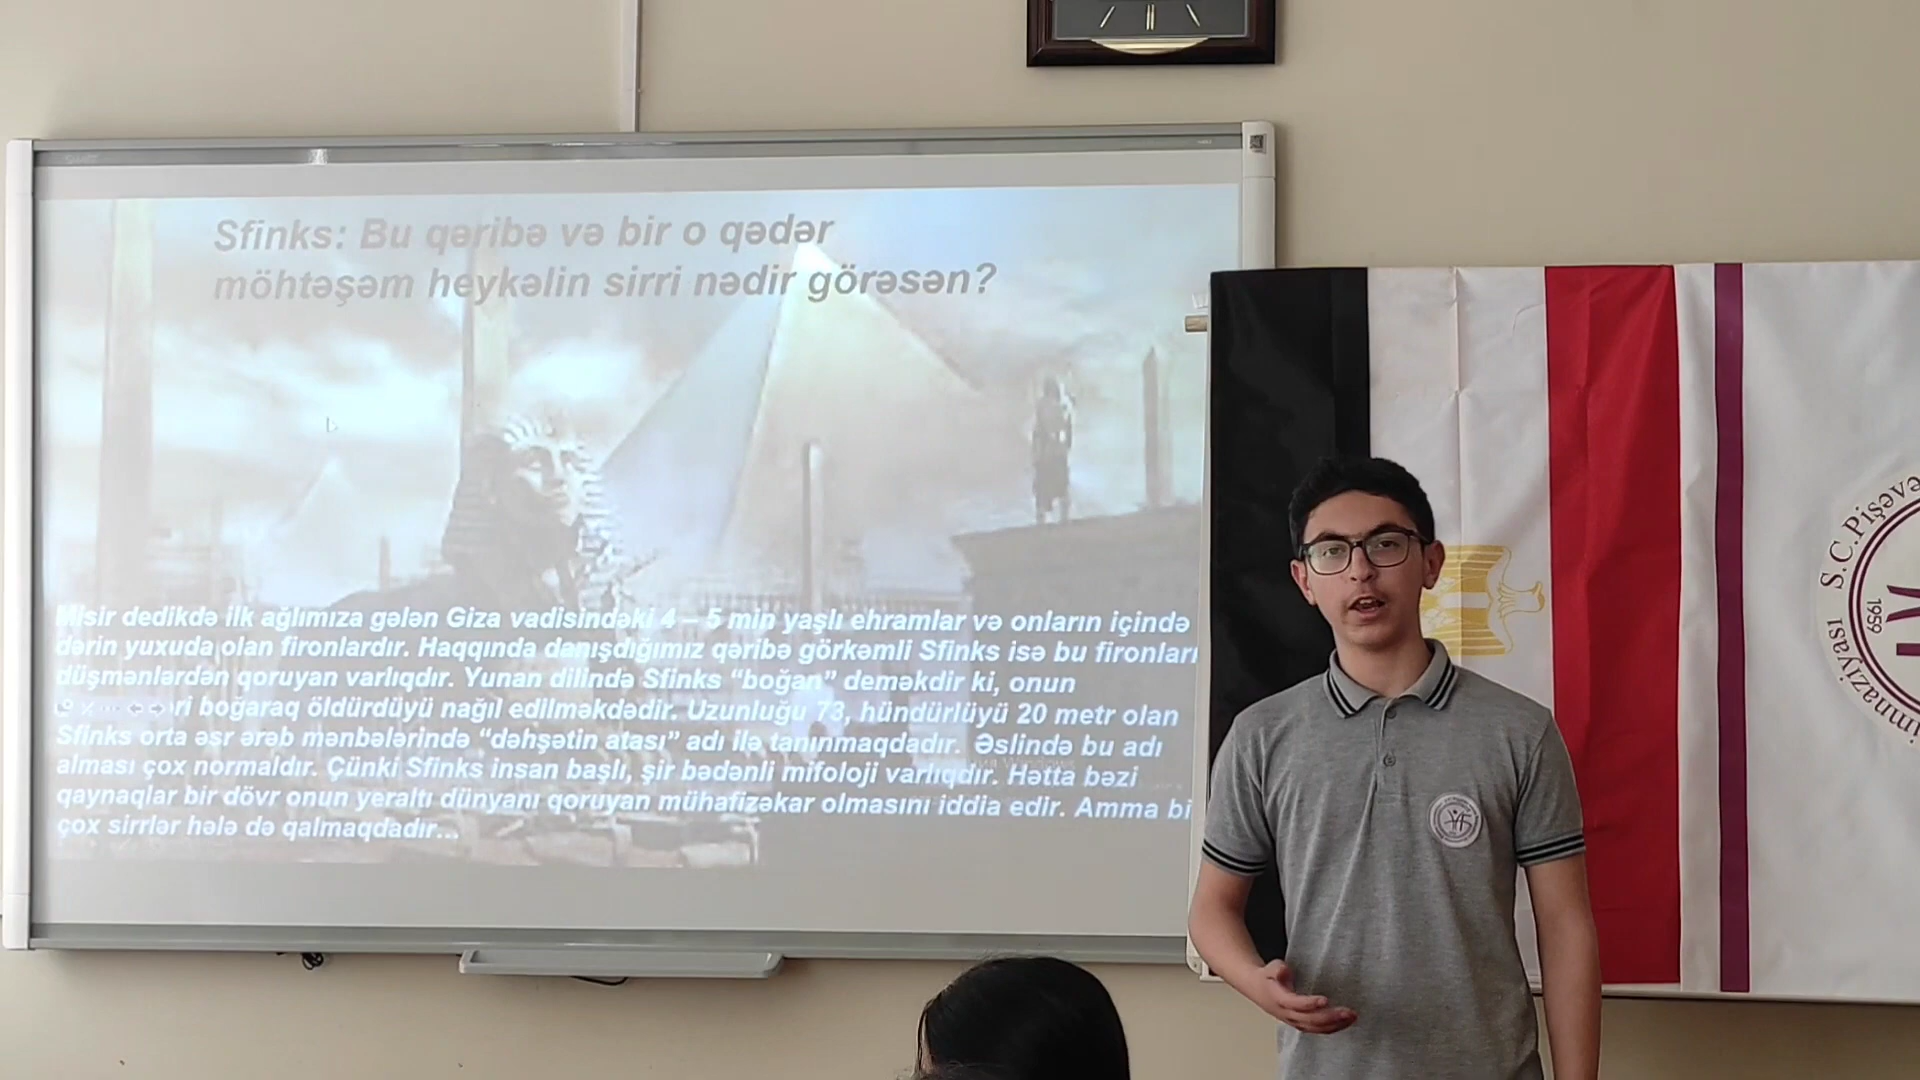 Sfinks: Bu qəribə və bir o qədər
möhtəşəm heykəlin sirri nədir görəsən?
Misir dedikdə ilk ağlımıza gələn Giza vadisindəki 4 – 5 min yaşlı ehramlar və onların içində
dərin yuxuda olan fironlardır. Haqqında danışdığımız qəribə görkəmli Sfinks isə bu fironları
düşmənlərdən qoruyan varlıqdır. Yunan dilində Sfinks “boğan” deməkdir ki, onun
boğaraq öldürdüyü nağıl edilməkdədir. Uzunluğu 73, hündürlüyü 20 metr olan
Sfinks orta əsr ərəb mənbələrində “dəhşətin atası” adı ilə tanınmaqdadır. Əslində bu adı
alması çox normaldır. Çünki Sfinks insan başlı, şir bədənli mifoloji varlıqdır. Hətta bəzi
qaynaqlar bir dövr onun yeraltı dünyanı qoruyan mühafizəkar olmasını iddia edir. Amma bi
çox sirrlər hələ də qalmaqdadır...
S.C.Pişəvə
imnaziyası
1959